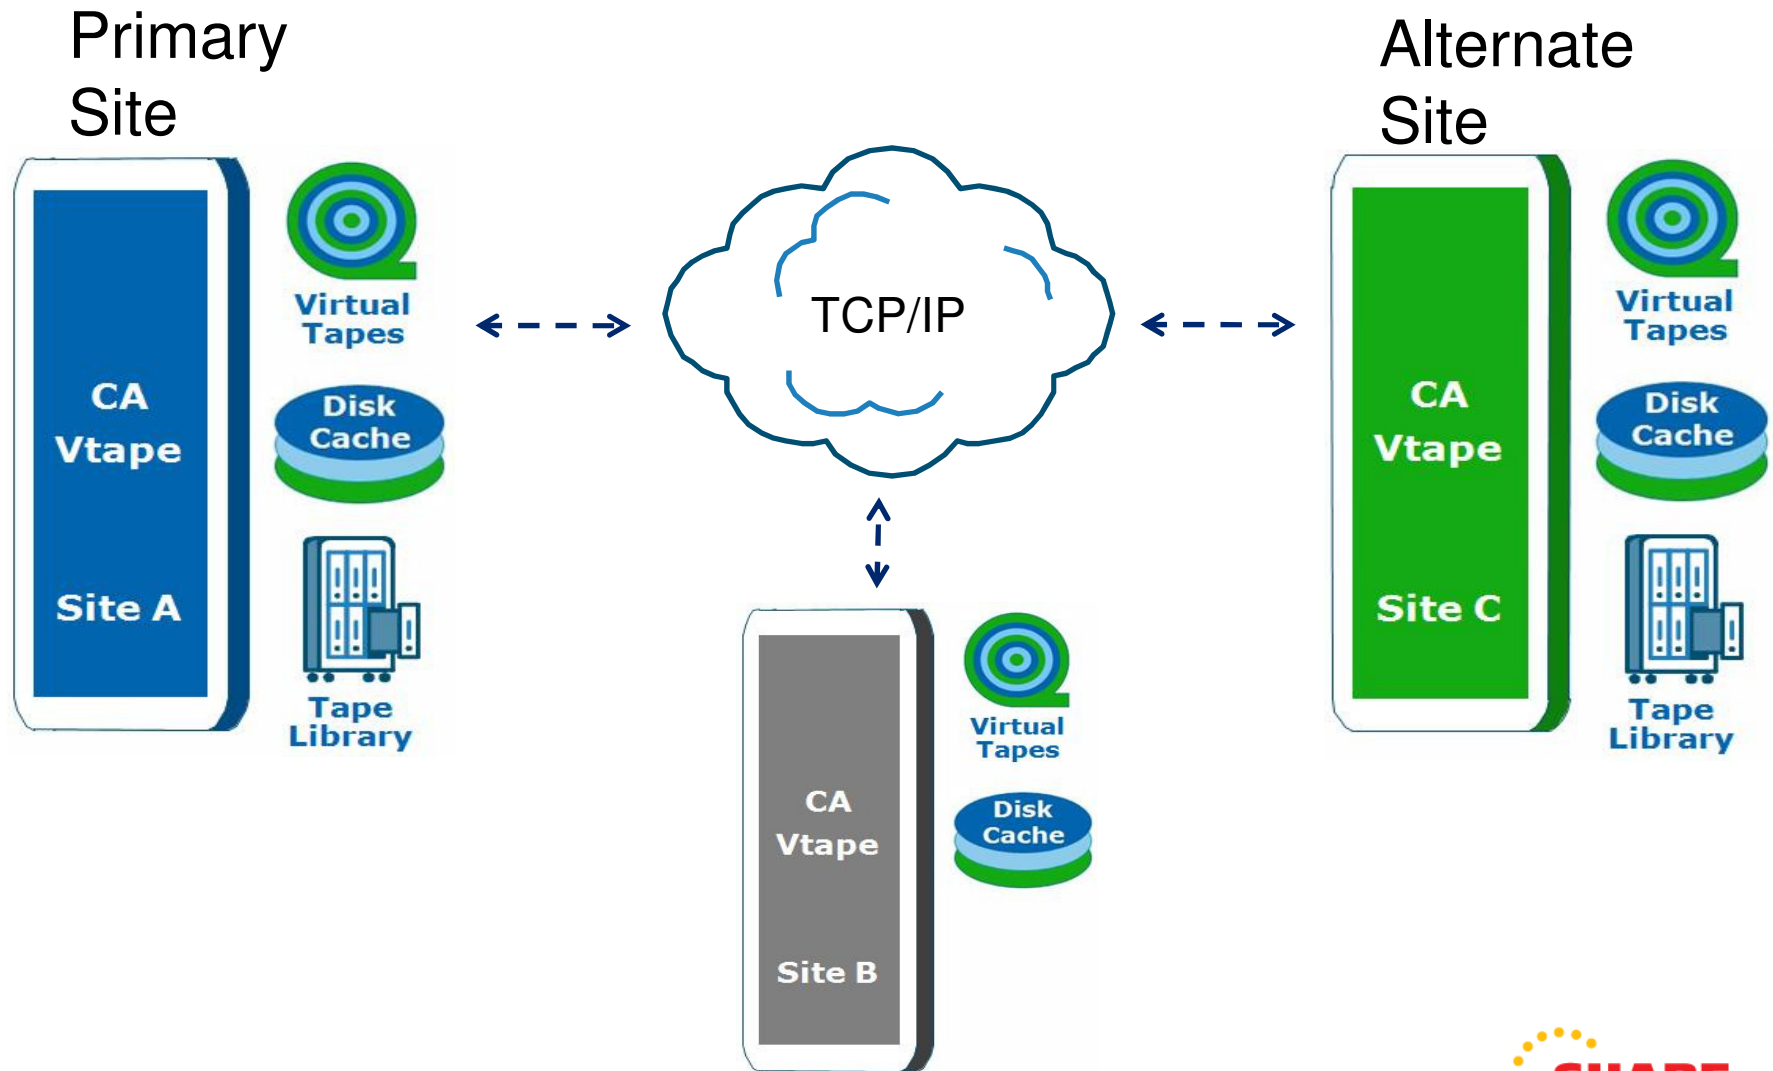 Primary
Site
Alternate
Site
Virtual
Tapes
Disk
Cache
Tape
Library
CA
Vtape
Site A
TCP/IP
Virtual
Tapes
Disk
Cache
Tape
Library
CA
Vtape
Site C
CA
Vtape
Site B
Virtual
Tapes
Disk
Cache
SHARE